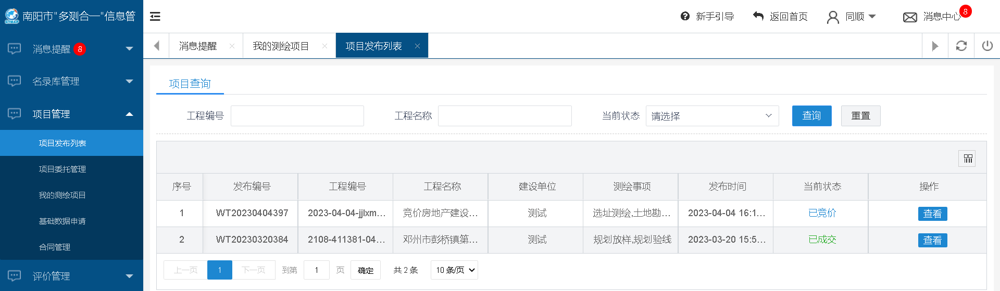 南阳市"多测合一"信息管
新手引导
返回首页
同顺
消息中心
8
消息提醒 8
名录库管理
项目管理
项目发布列表
项目委托管理
我的测绘项目
基础数据申请
合同管理
评价管理
消息提醒 × 我的测绘项目 × 项目发布列表 ×
项目查询
工程编号 工程名称 当前状态 请选择 查询 重置
序号 发布编号 工程编号 工程名称 建设单位 测绘事项 发布时间 当前状态 操作
1 WT20230404397 2023-04-04-jjlxm... 竞价房地产建设... 测试 选址测绘,土地勘... 2023-04-04 16:1... 已竞价 查看
2 WT20230320384 2108-411381-04... 邓州市彭桥镇第... 测试 规划放样,规划验线 2023-03-20 15:5... 已成交 查看
上一页 1 下一页 到第 1 页 确定 共 2 条 10 条/页